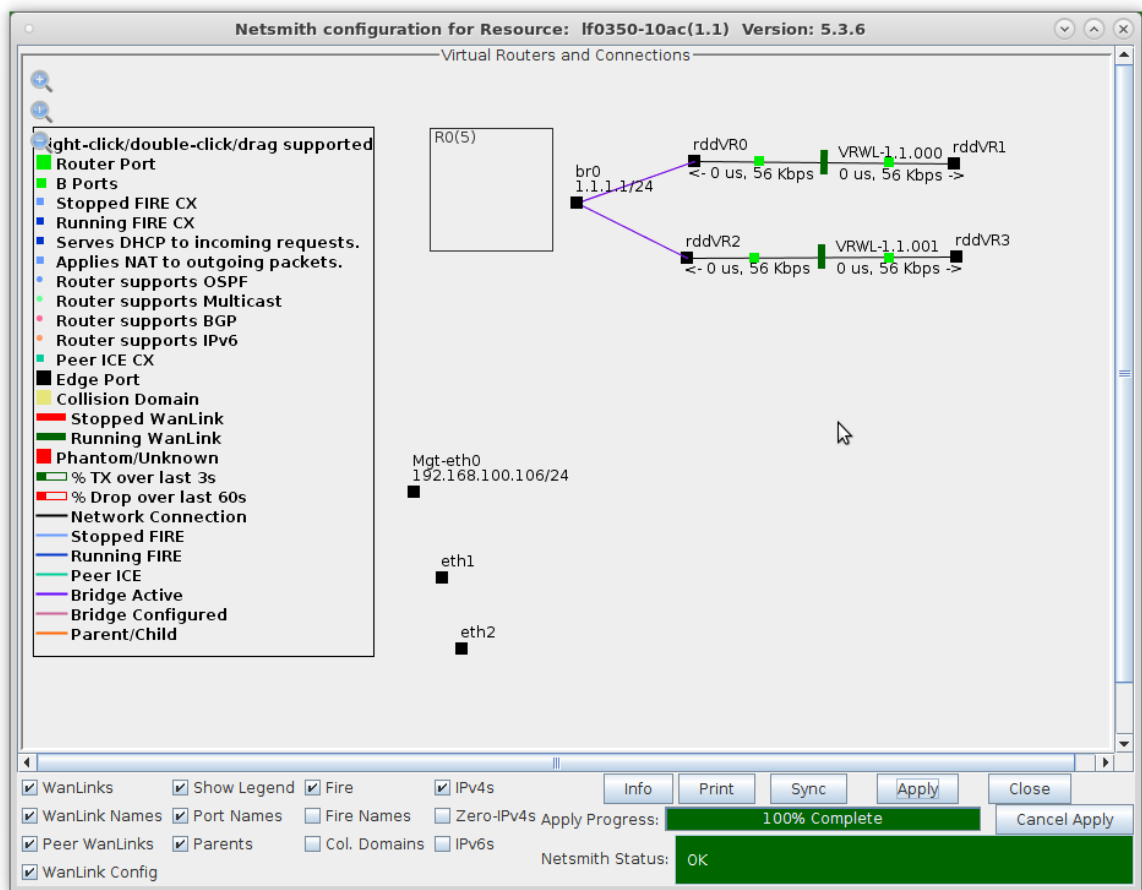 Netsmith configuration for Resource: lf0350-10ac(1.1) Version: 5.3.6
Virtual Routers and Connections
ight-click/double-click/drag supported
Router Port
B Ports
Stopped FIRE CX
Running FIRE CX
Serves DHCP to incoming requests.
Applies NAT to outgoing packets.
Router supports OSPF
Router supports Multicast
Router supports BGP
Router supports IPv6
Peer ICE CX
Edge Port
Collision Domain
Stopped WanLink
Running WanLink
Phantom/Unknown
% TX over last 3s
% Drop over last 60s
Network Connection
Stopped FIRE
Running FIRE
Peer ICE
Bridge Active
Bridge Configured
Parent/Child
R0(5)
br0
1.1.1.1/24
rddVR0
VRWL-1.1.000
rddVR1
<- 0 us, 56 Kbps
0 us, 56 Kbps ->
rddVR2
VRWL-1.1.001
rddVR3
<- 0 us, 56 Kbps
0 us, 56 Kbps ->
Mgt-eth0
192.168.100.106/24
eth1
eth2
WanLinks
Show Legend
Fire
IPv4s
Info
Print
Sync
Apply
Close
WanLink Names
Port Names
Fire Names
Zero-IPv4s
Apply Progress:
100% Complete
Cancel Apply
Peer WanLinks
Parents
Col. Domains
IPv6s
Netsmith Status:
OK
WanLink Config